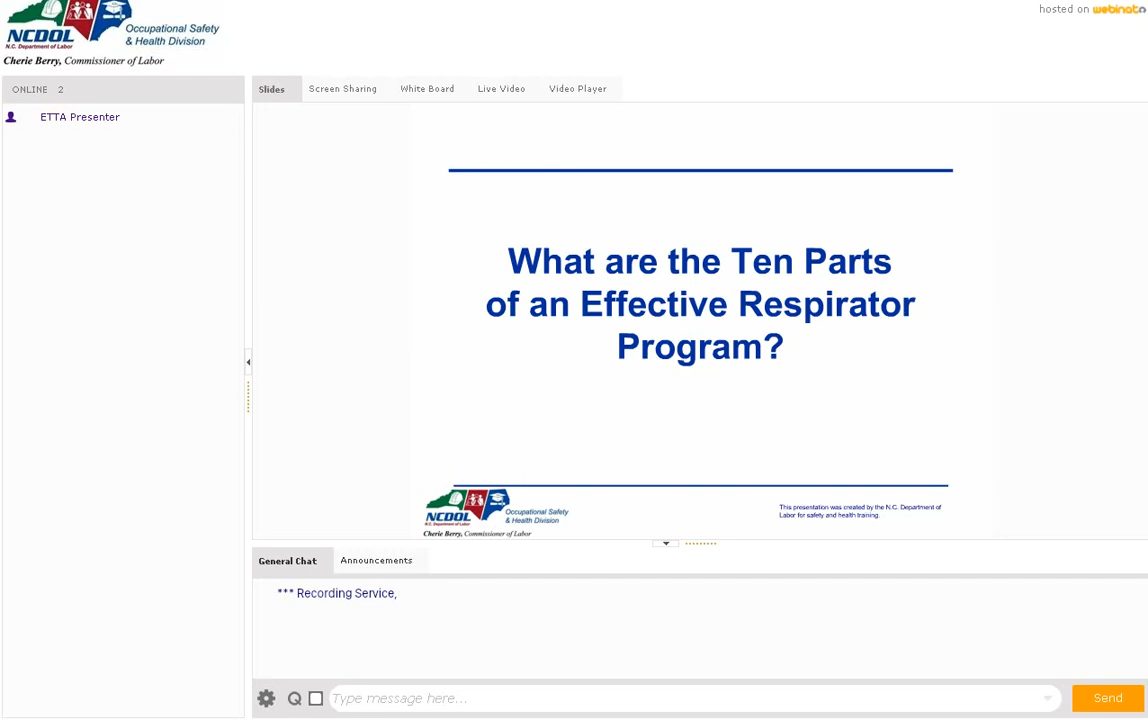 hosted on webinato
NCDOL
N.C. Department of Labor
Occupational Safety
& Health Division
Cherie Berry, Commissioner of Labor
ONLINE 2
ETTA Presenter
Slides Screen Sharing White Board Live Video Video Player
What are the Ten Parts
of an Effective Respirator
Program?
NCDOL
N.C. Department of Labor
Occupational Safety
& Health Division
Cherie Berry, Commissioner of Labor
This presentation was created by the N.C. Department of
Labor for safety and health training.
General Chat Announcements
*** Recording Service,
Q Type message here... Send